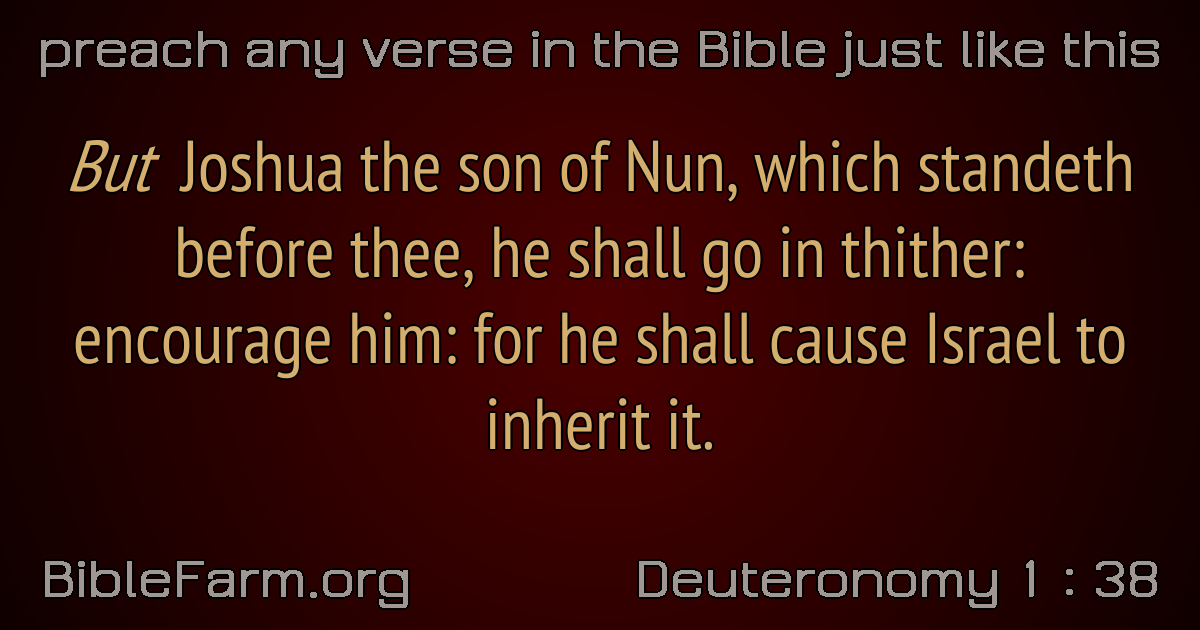 preach any verse in the Bible just like this
But Joshua the son of Nun, which standeth
before thee, he shall go in thither:
encourage him: for he shall cause Israel to
inherit it.
BibleFarm.org
Deuteronomy 1 : 38